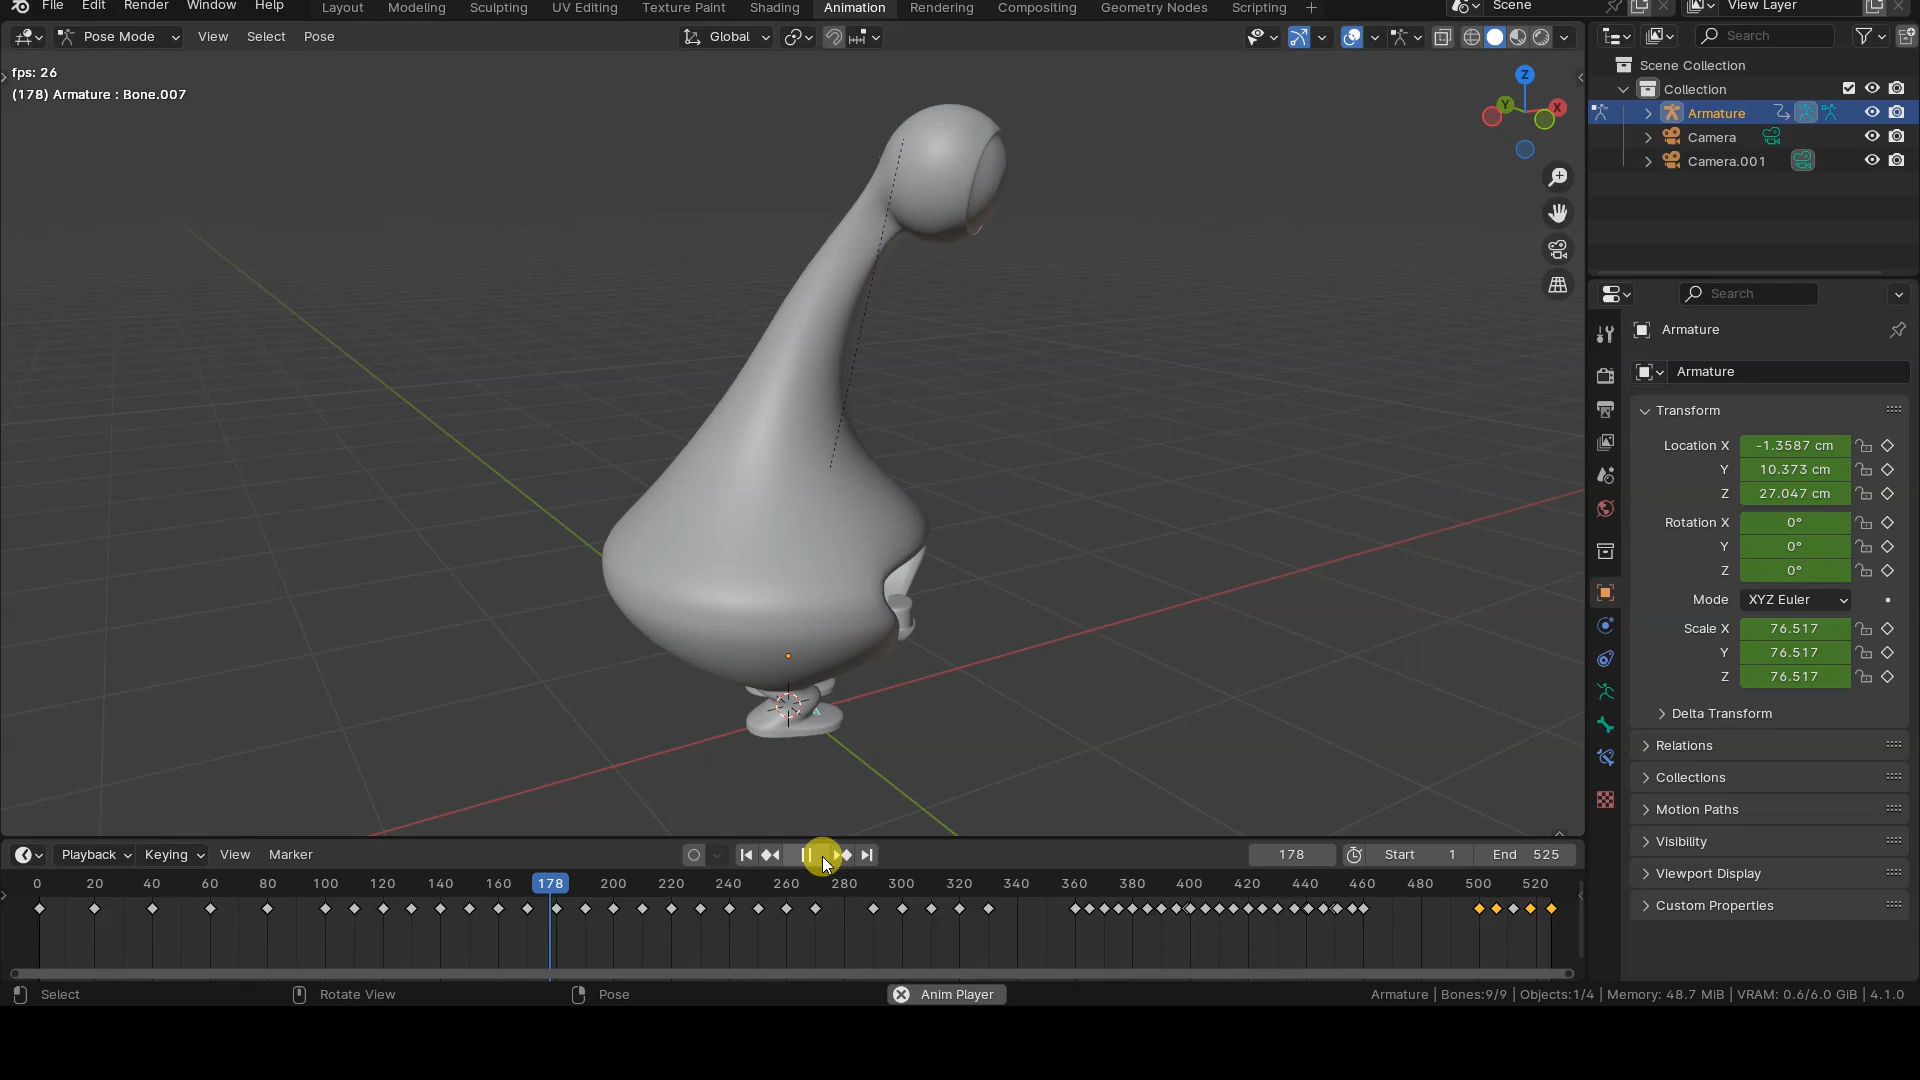 File Edit Render Window Help Layout Modeling Sculpting UV Editing Texture Paint Shading Animation Rendering Compositing Geometry Nodes Scripting + Scene View Layer
Pose Mode View Select Pose Global Search
fps: 26
(178) Armature : Bone.007
Z
Y
X
Scene Collection
Collection
Armature
Camera
Camera.001
Search
Armature
Armature
Transform
Location X -1.3587 cm
Y 10.373 cm
Z 27.047 cm
Rotation X 0°
Y 0°
Z 0°
Mode XYZ Euler
Scale X 76.517
Y 76.517
Z 76.517
Delta Transform
Relations
Collections
Motion Paths
Visibility
Viewport Display
Custom Properties
Playback Keying View Marker 178 Start 1 End 525
0 20 40 60 80 100 120 140 160 178 200 220 240 260 280 300 320 340 360 380 400 420 440 460 480 500 520
Select Rotate View Pose Anim Player Armature | Bones:9/9 | Objects:1/4 | Memory: 48.7 MiB | VRAM: 0.6/6.0 GiB | 4.1.0